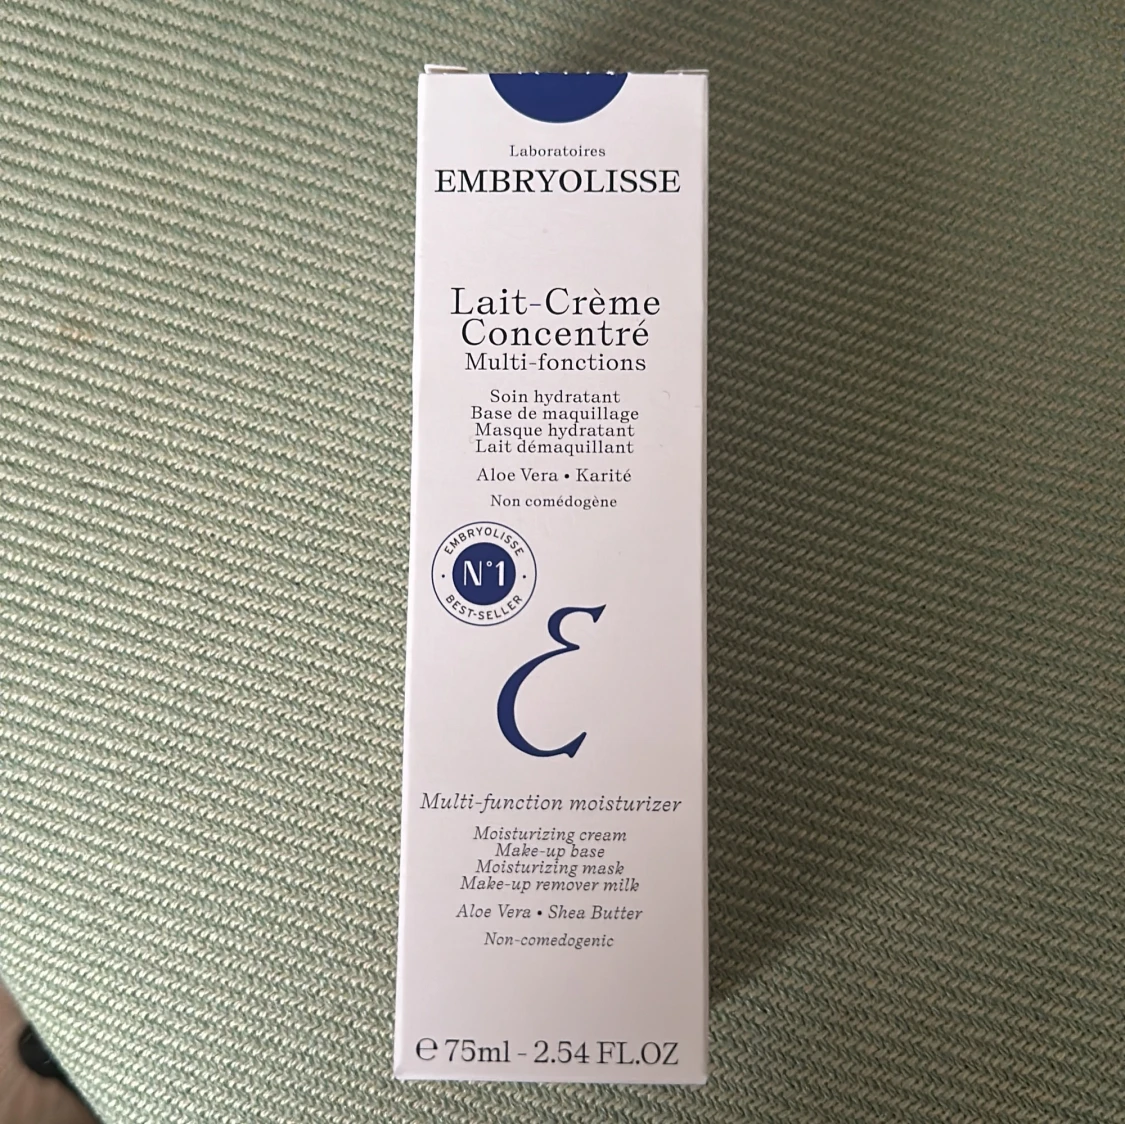 Laboratoires
EMBRYOLISSE
Lait-Crème
Concentré
Multi-fonctions
Soin hydratant
Base de maquillage
Masque hydratant
Lait démaquillant
Aloe Vera • Karité
Non comédogène
EMBRYOLISSE
N°1
BEST-SELLER
Multi-function moisturizer
Moisturizing cream
Make-up base
Moisturizing mask
Make-up remover milk
Aloe Vera • Shea Butter
Non-comedogenic
℮ 75ml - 2.54 FL.OZ